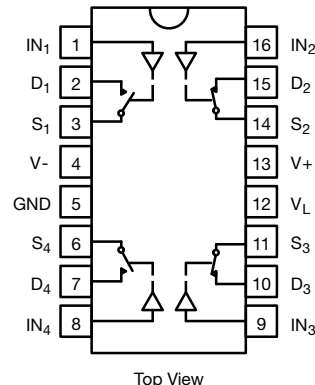 IN₁ 1 16 IN₂
D₁ 2 15 D₂
S₁ 3 14 S₂
V- 4 13 V+
GND 5 12 V_L
S₄ 6 11 S₃
D₄ 7 10 D₃
IN₄ 8 9 IN₃
Top View